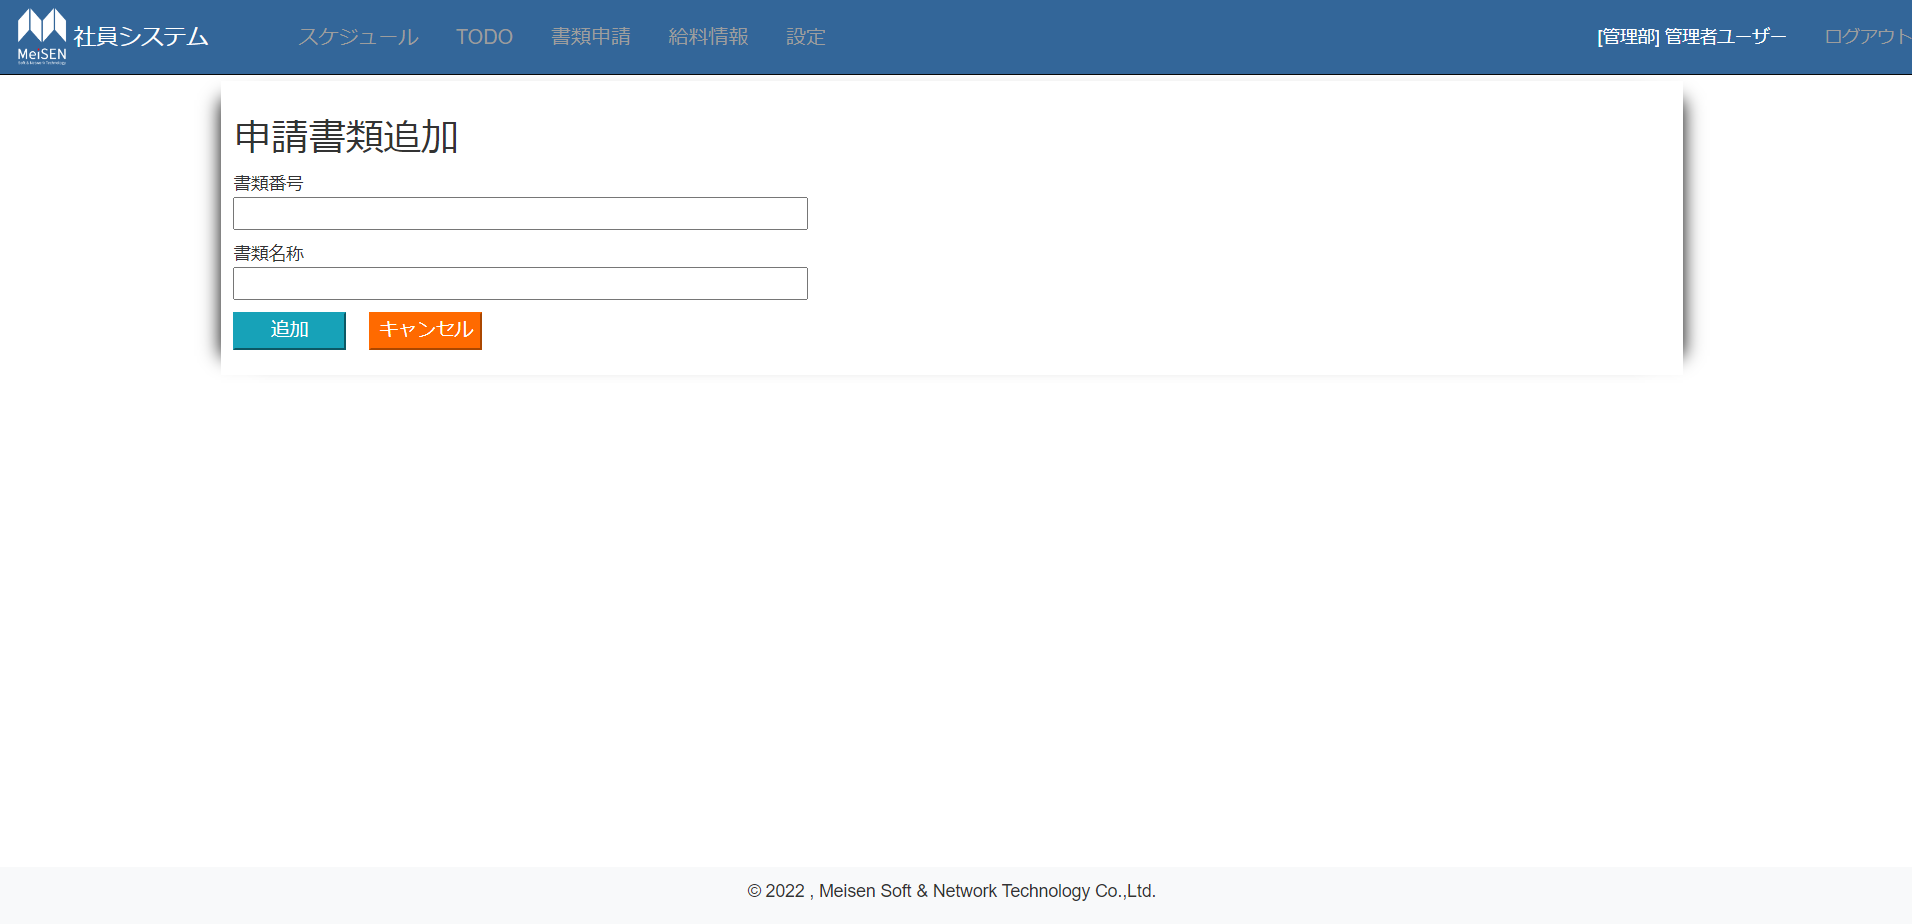 MeiSEN
Soft & Network Technology
社員システム
スケジュール
TODO
書類申請
給料情報
設定
[管理部] 管理者ユーザー
ログアウト
申請書類追加
書類番号
書類名称
追加
キャンセル
© 2022 , Meisen Soft & Network Technology Co.,Ltd.